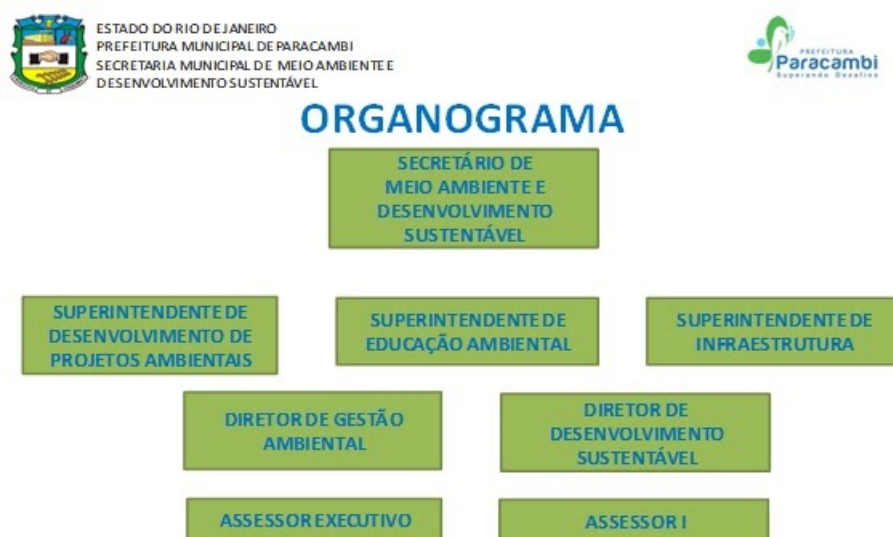 ESTADO DO RIO DE JANEIRO
PREFEITURA MUNICIPAL DE PARACAMBI
SECRETARIA MUNICIPAL DE MEIO AMBIENTE E
DESENVOLVIMENTO SUSTENTÁVEL
PREFEITURA
Paracambi
Superando Desafios
ORGANOGRAMA
SECRETÁRIO DE
MEIO AMBIENTE E
DESENVOLVIMENTO
SUSTENTÁVEL
SUPERINTENDENTE DE
DESENVOLVIMENTO DE
PROJETOS AMBIENTAIS
SUPERINTENDENTE DE
EDUCAÇÃO AMBIENTAL
SUPERINTENDENTE DE
INFRAESTRUTURA
DIRETOR DE GESTÃO
AMBIENTAL
DIRETOR DE
DESENVOLVIMENTO
SUSTENTÁVEL
ASSESSOR EXECUTIVO
ASSESSOR I